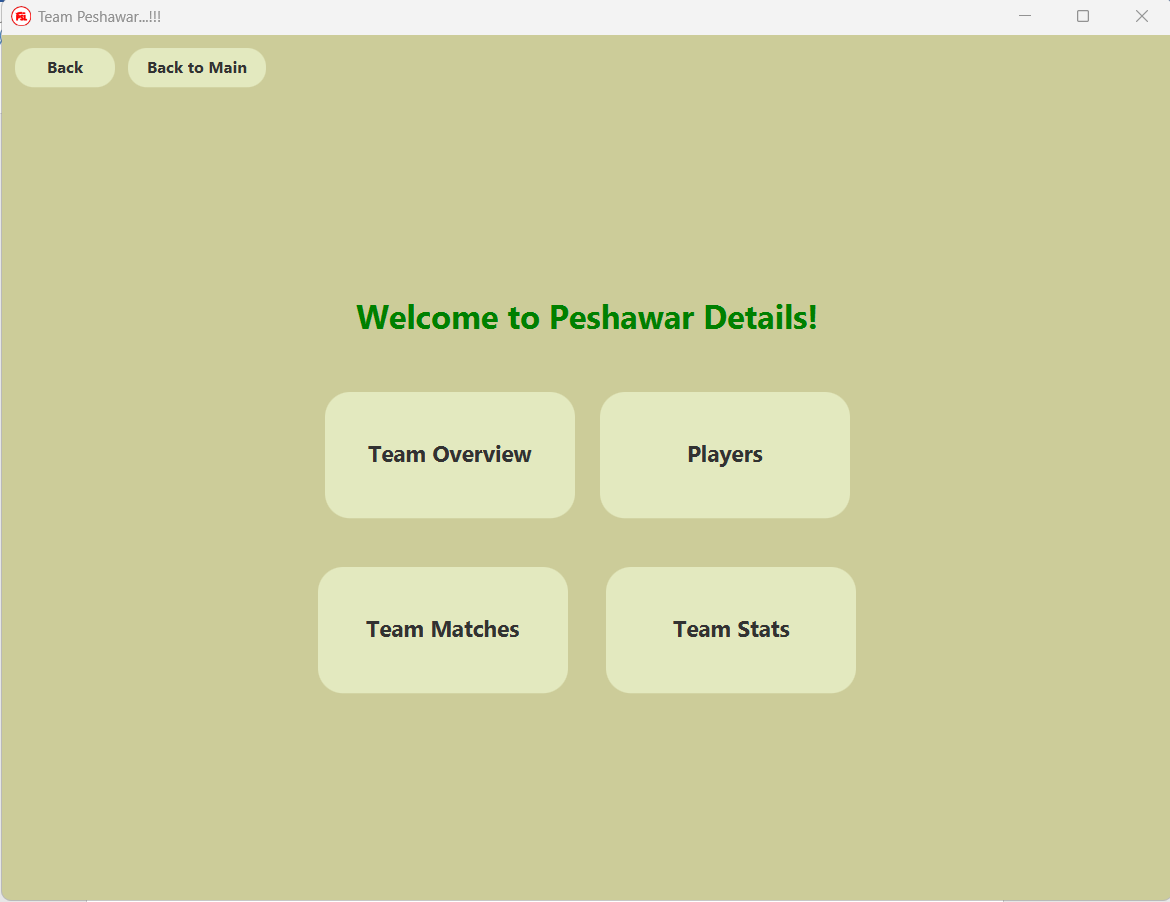 Team Peshawar...!!!
Back
Back to Main
Welcome to Peshawar Details!
Team Overview
Players
Team Matches
Team Stats